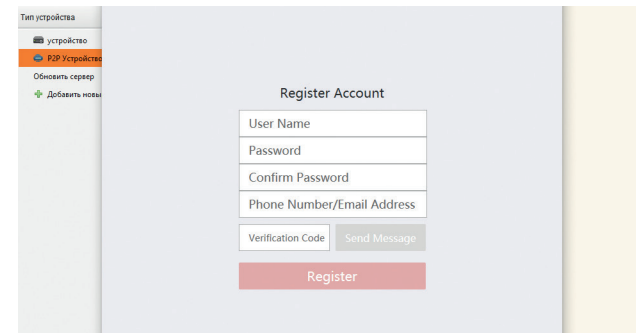 Тип устройства
устройство
P2P Устройство
Обновить сервер
Добавить новы
Register Account
User Name
Password
Confirm Password
Phone Number/Email Address
Verification Code
Send Message
Register